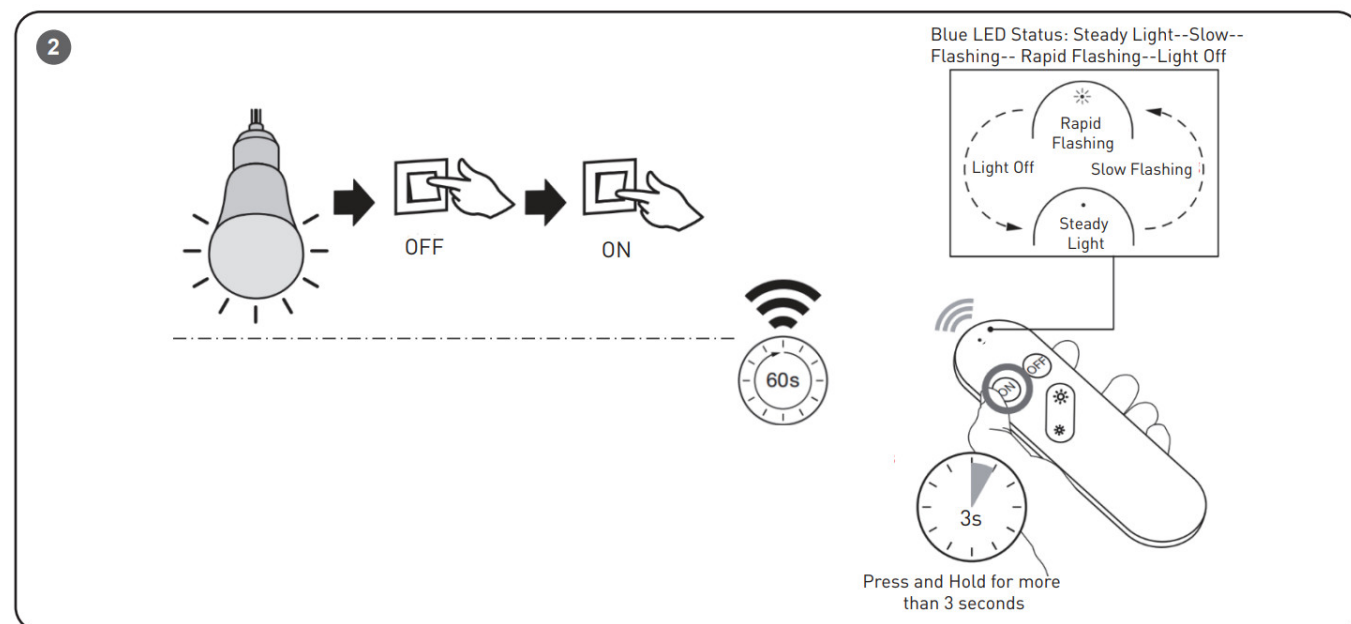 2
Blue LED Status: Steady Light--Slow--
Flashing-- Rapid Flashing--Light Off
Rapid
Flashing
Light Off
Slow Flashing
Steady
Light
OFF
ON
60s
ON
OFF
3s
Press and Hold for more
than 3 seconds